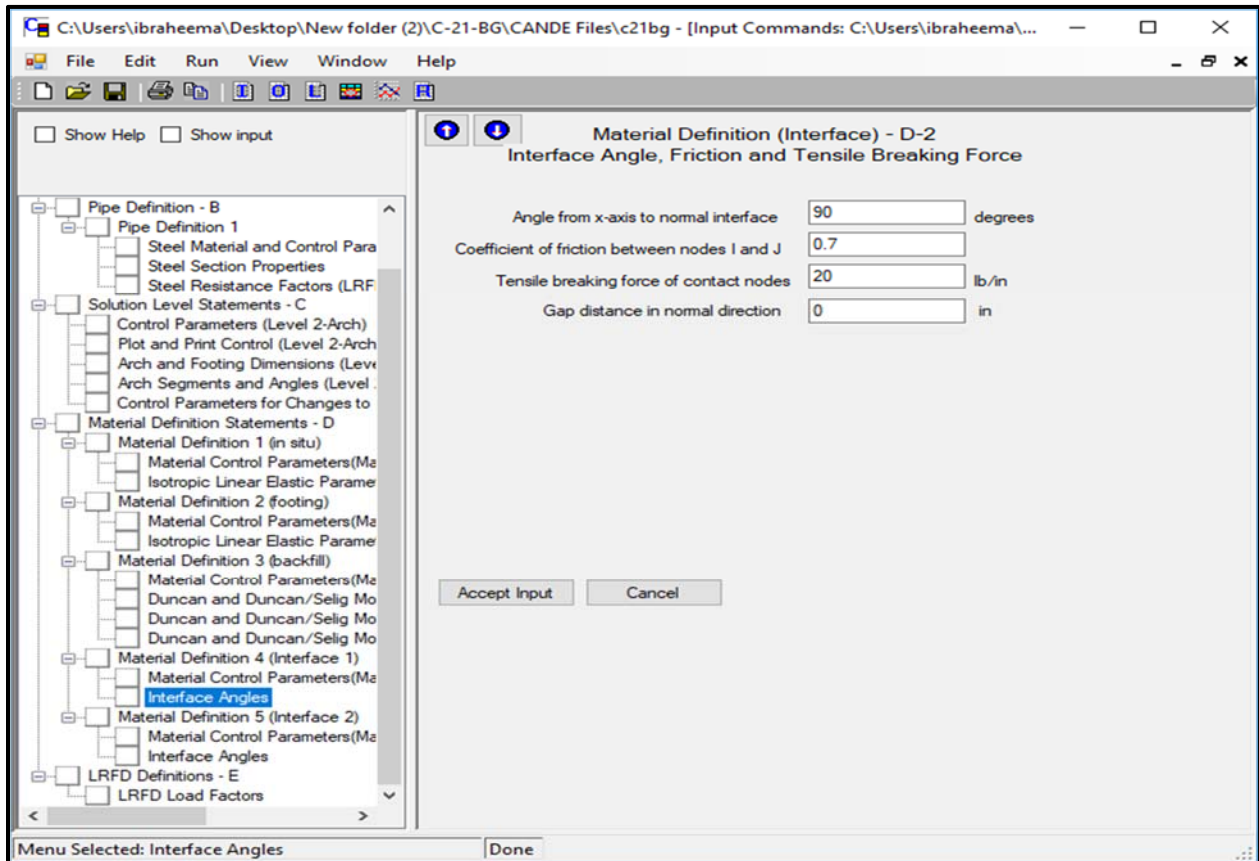 C:\Users\ibraheema\Desktop\New folder (2)\C-21-BG\CANDE Files\c21bg - [Input Commands: C:\Users\ibraheema\...
File Edit Run View Window Help
Show Help Show input
Material Definition (Interface) - D-2
Interface Angle, Friction and Tensile Breaking Force
Angle from x-axis to normal interface 90 degrees
Coefficient of friction between nodes I and J 0.7
Tensile breaking force of contact nodes 20 lb/in
Gap distance in normal direction 0 in
Accept Input Cancel
Pipe Definition - B
Pipe Definition 1
Steel Material and Control Para
Steel Section Properties
Steel Resistance Factors (LRF
Solution Level Statements - C
Control Parameters (Level 2-Arch)
Plot and Print Control (Level 2-Arch
Arch and Footing Dimensions (Leve
Arch Segments and Angles (Level .
Control Parameters for Changes to
Material Definition Statements - D
Material Definition 1 (in situ)
Material Control Parameters(Ma
Isotropic Linear Elastic Parame
Material Definition 2 (footing)
Material Control Parameters(Ma
Isotropic Linear Elastic Parame
Material Definition 3 (backfill)
Material Control Parameters(Ma
Duncan and Duncan/Selig Mo
Duncan and Duncan/Selig Mo
Duncan and Duncan/Selig Mo
Material Definition 4 (Interface 1)
Material Control Parameters(Ma
Interface Angles
Material Definition 5 (Interface 2)
Material Control Parameters(Ma
Interface Angles
LRFD Definitions - E
LRFD Load Factors
Menu Selected: Interface Angles Done